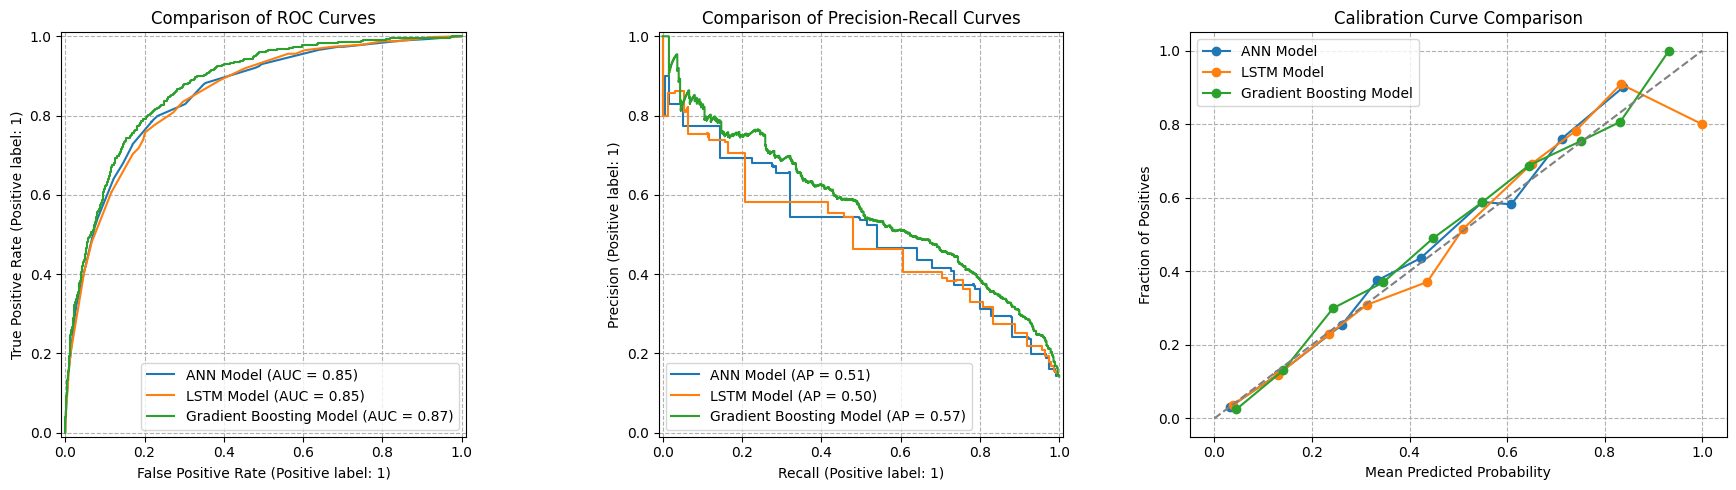 Comparison of ROC Curves
1.0
0.8
0.6
0.4
0.2
0.0
True Positive Rate (Positive label: 1)
ANN Model (AUC = 0.85)
LSTM Model (AUC = 0.85)
Gradient Boosting Model (AUC = 0.87)
0.0 0.2 0.4 0.6 0.8 1.0
False Positive Rate (Positive label: 1)
Comparison of Precision-Recall Curves
1.0
0.8
0.6
0.4
0.2
0.0
Precision (Positive label: 1)
ANN Model (AP = 0.51)
LSTM Model (AP = 0.50)
Gradient Boosting Model (AP = 0.57)
0.0 0.2 0.4 0.6 0.8 1.0
Recall (Positive label: 1)
Calibration Curve Comparison
ANN Model
LSTM Model
Gradient Boosting Model
1.0
0.8
0.6
0.4
0.2
0.0
Fraction of Positives
0.0 0.2 0.4 0.6 0.8 1.0
Mean Predicted Probability